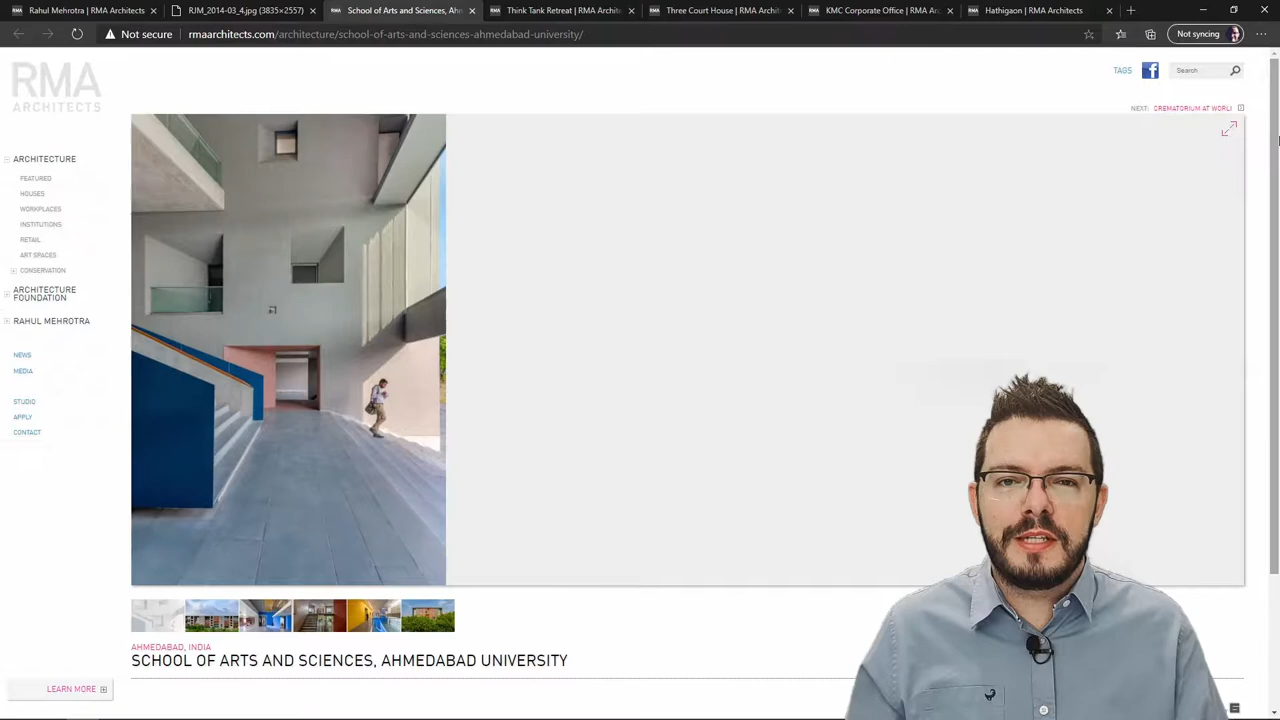 Rahul Mehrotra | RMA Architects
RJM_2014-03_4.jpg (3835×2557)
School of Arts and Sciences, Ahm
Think Tank Retreat | RMA Archite
Three Court House | RMA Archit
KMC Corporate Office | RMA Arc
Hathigaon | RMA Architects
Not secure
rmaarchitects.com/architecture/school-of-arts-and-sciences-ahmedabad-university/
Not syncing
RMA
ARCHITECTS
TAGS
Search
NEXT: CREMATORIUM AT WORLI
ARCHITECTURE
FEATURED
HOUSES
WORKPLACES
INSTITUTIONS
RETAIL
ART SPACES
CONSERVATION
ARCHITECTURE
FOUNDATION
RAHUL MEHROTRA
NEWS
MEDIA
STUDIO
APPLY
CONTACT
AHMEDABAD, INDIA
SCHOOL OF ARTS AND SCIENCES, AHMEDABAD UNIVERSITY
LEARN MORE